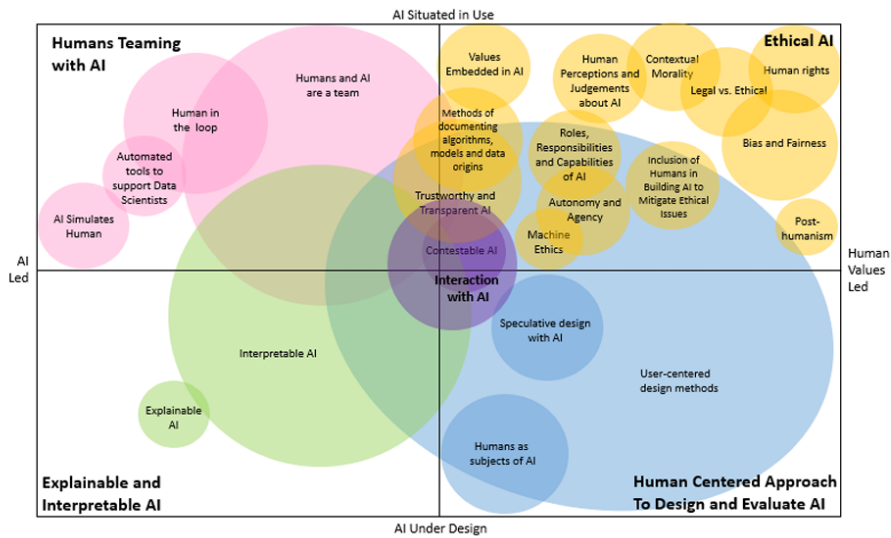 AI Situated in Use
Humans Teaming
with AI
Ethical AI
Humans and AI
are a team
Human in
the loop
Automated
tools to
support Data
Scientists
AI Simulates
Human
Values
Embedded in AI
Human
Perceptions and
Judgements
about AI
Contextual
Morality
Legal vs. Ethical
Human rights
Bias and Fairness
Methods of
documenting
algorithms,
models and data
origins
Roles,
Responsibilities
and Capabilities
of AI
Inclusion of
Humans in
Building AI to
Mitigate Ethical
Issues
Trustworthy and
Transparent AI
Autonomy and
Agency
Machine
Ethics
Post-
humanism
Contestable AI
AI
Led
Human
Values
Led
Interaction
with AI
Speculative design
with AI
Interpretable AI
User-centered
design methods
Explainable
AI
Humans as
subjects of AI
Explainable and
Interpretable AI
Human Centered Approach
To Design and Evaluate AI
AI Under Design